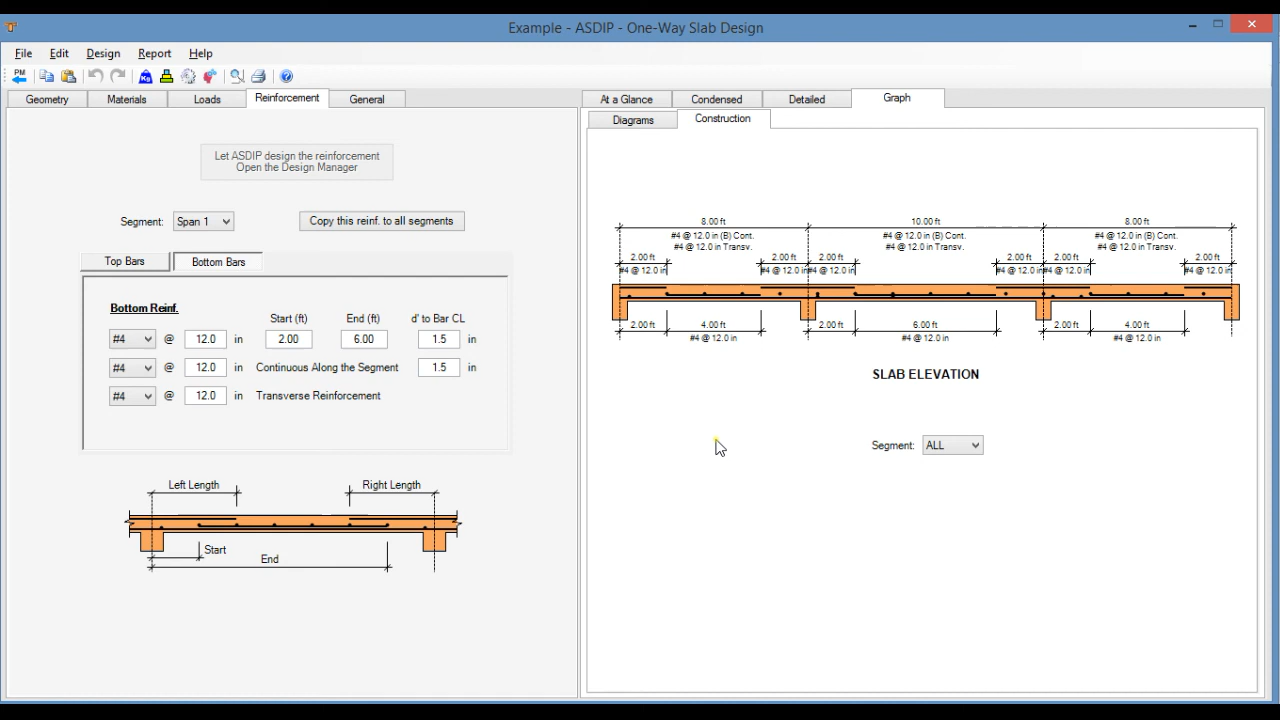 Example - ASDIP - One-Way Slab Design
File Edit Design Report Help
PM Kg
Geometry Materials Loads Reinforcement General
At a Glance Condensed Detailed Graph
Diagrams Construction
Let ASDIP design the reinforcement
Open the Design Manager
Segment: Span 1 Copy this reinf. to all segments
Top Bars Bottom Bars
Bottom Reinf.
Start (ft) End (ft) d' to Bar CL
#4 @ 12.0 in 2.00 6.00 1.5 in
#4 @ 12.0 in Continuous Along the Segment 1.5 in
#4 @ 12.0 in Transverse Reinforcement
Left Length Right Length
Start
End
8.00 ft 10.00 ft 8.00 ft
#4 @ 12.0 in (B) Cont. #4 @ 12.0 in (B) Cont. #4 @ 12.0 in (B) Cont.
#4 @ 12.0 in Transv. #4 @ 12.0 in Transv. #4 @ 12.0 in Transv.
2.00 ft 2.00 ft 2.00 ft 2.00 ft 2.00 ft 2.00 ft
#4 @ 12.0 in #4 @ 12.0 in #4 @ 12.0 in #4 @ 12.0 in #4 @ 12.0 in #4 @ 12.0 in
2.00 ft 4.00 ft 2.00 ft 6.00 ft 2.00 ft 4.00 ft
#4 @ 12.0 in #4 @ 12.0 in #4 @ 12.0 in
SLAB ELEVATION
Segment: ALL